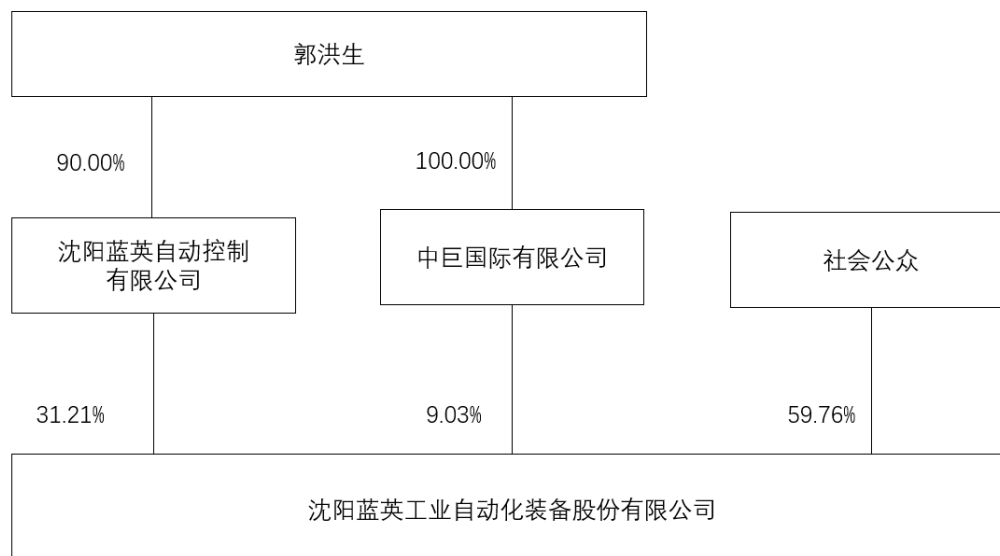 郭洪生
90.00%
100.00%
沈阳蓝英自动控制
有限公司
中巨国际有限公司
社会公众
31.21%
9.03%
59.76%
沈阳蓝英工业自动化装备股份有限公司